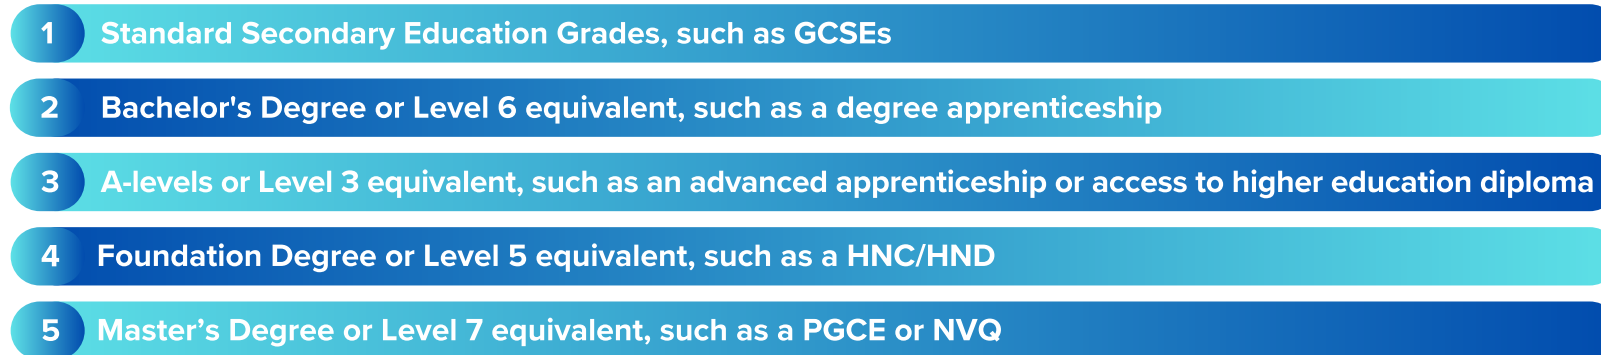 1 Standard Secondary Education Grades, such as GCSEs
2 Bachelor's Degree or Level 6 equivalent, such as a degree apprenticeship
3 A-levels or Level 3 equivalent, such as an advanced apprenticeship or access to higher education diploma
4 Foundation Degree or Level 5 equivalent, such as a HNC/HND
5 Master’s Degree or Level 7 equivalent, such as a PGCE or NVQ